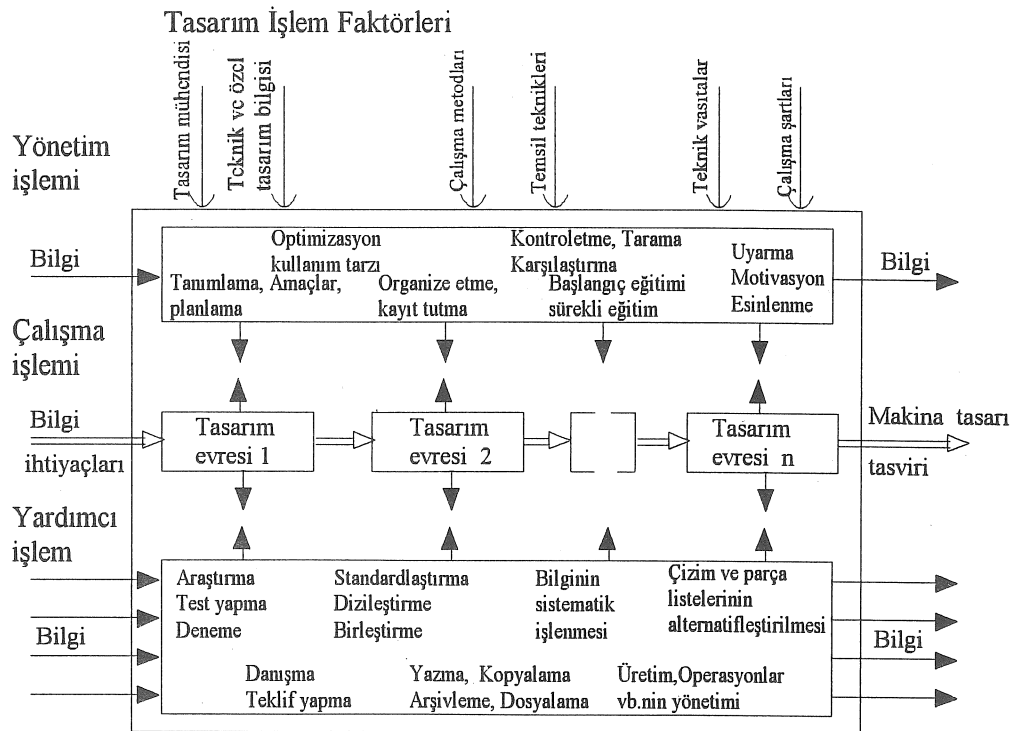 Tasarım İşlem Faktörleri
Tasarım mühendisi
Teknik ve özel
tasarım bilgisi
Çalışma metodları
Temsil teknikleri
Teknik vasıtalar
Çalışma şartları
Yönetim
işlemi
Bilgi
Optimizasyon
kullanım tarzı
Tanımlama, Amaçlar,
planlama
Organize etme,
kayıt tutma
Kontroletme, Tarama
Karşılaştırma
Başlangıç eğitimi
sürekli eğitim
Uyarma
Motivasyon
Esinlenme
Bilgi
Çalışma
işlemi
Bilgi
ihtiyaçları
Tasarım
evresi 1
Tasarım
evresi 2
Tasarım
evresi n
Makina tasarı
tasviri
Yardımcı
işlem
Bilgi
Araştırma
Test yapma
Deneme
Standardlaştırma
Dizileştirme
Birleştirme
Bilginin
sistematik
işlenmesi
Çizim ve parça
listelerinin
alternatifleştirilmesi
Danışma
Teklif yapma
Yazma, Kopyalama
Arşivleme, Dosyalama
Üretim,Operasyonlar
vb.nin yönetimi
Bilgi